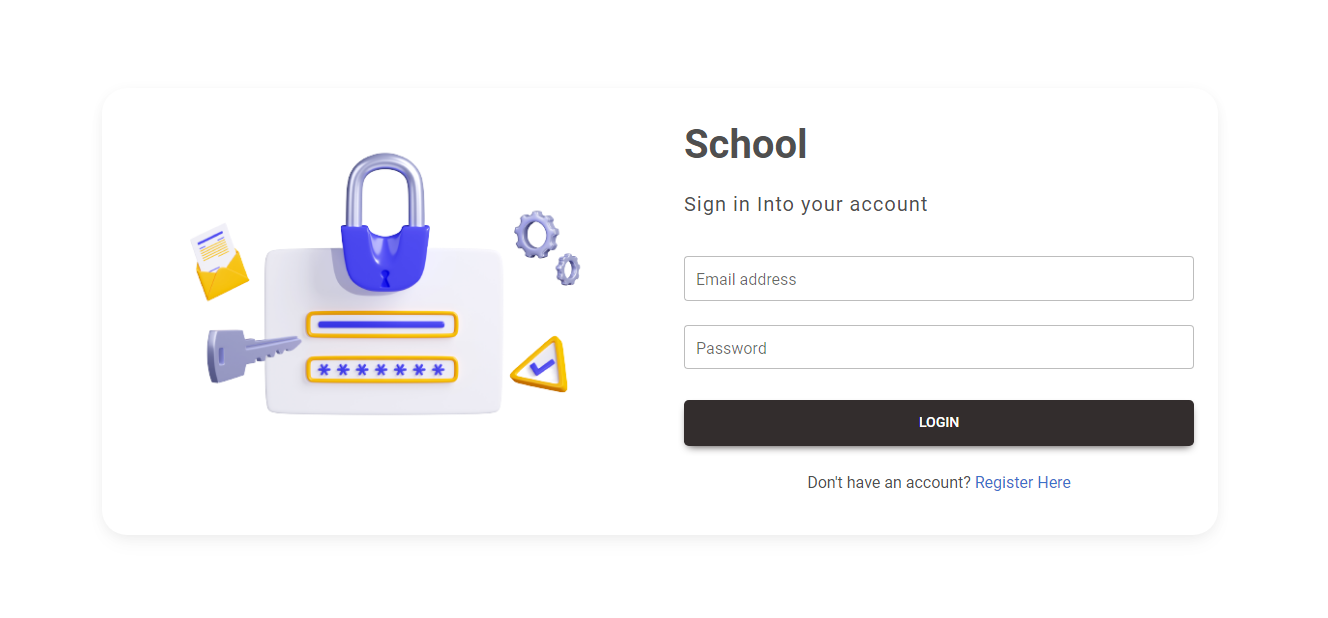 School
Sign in Into your account
Email address
*******
Password
LOGIN
Don't have an account? Register Here